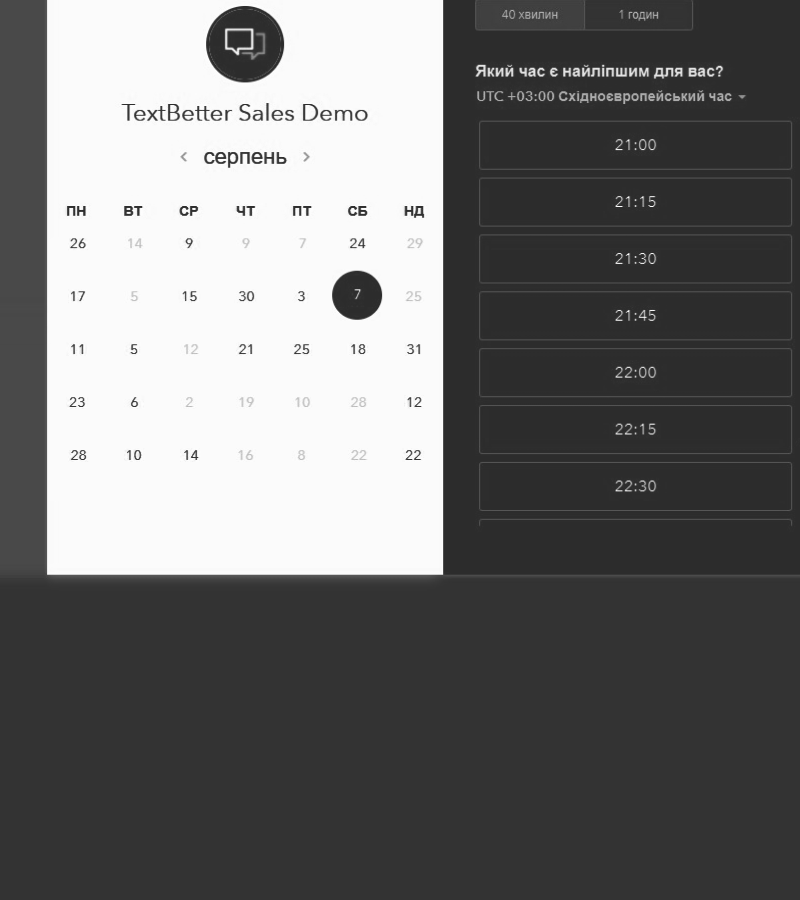 TextBetter Sales Demo
серпень
ПН ВТ СР ЧТ ПТ СБ НД
26 14 9 9 7 24 29
17 5 15 30 3 7 25
11 5 12 21 25 18 31
23 6 2 19 10 28 12
28 10 14 16 8 22 22
40 хвилин 1 годин
Який час є найліпшим для вас?
UTC +03:00 Східноєвропейський час
21:00
21:15
21:30
21:45
22:00
22:15
22:30